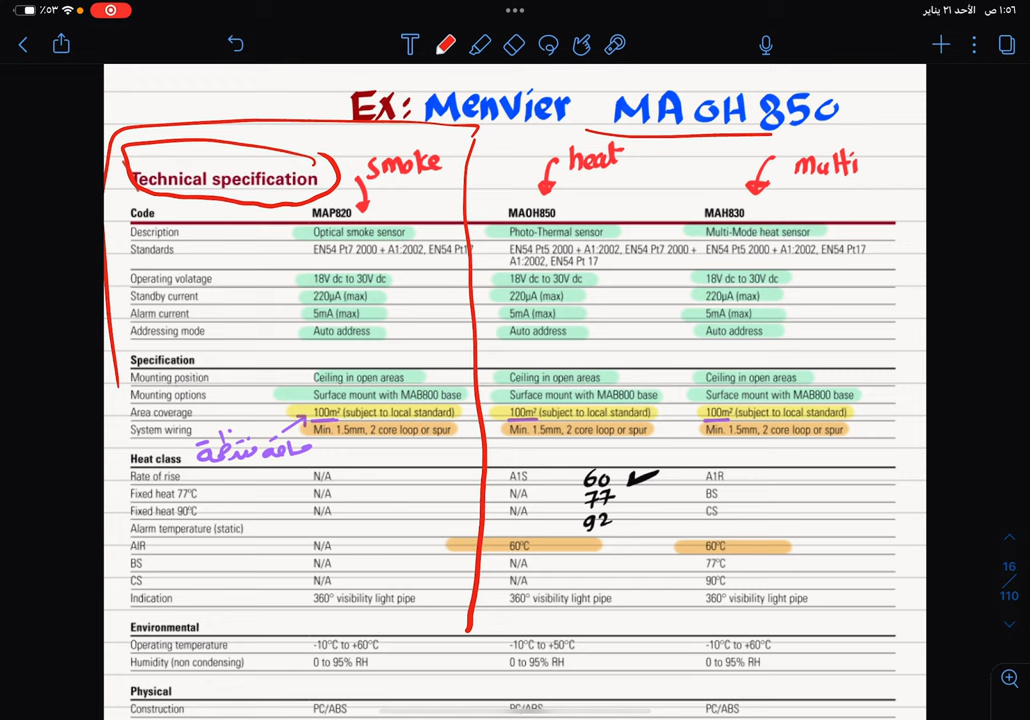 ٪٥٣
١:٥٦ ص الأحد ٢١ يناير
T
EX: Menvier MAOH 850
smoke heat multi
Technical specification
Code MAP820 MAOH850 MAH830
Description Optical smoke sensor Photo-Thermal sensor Multi-Mode heat sensor
Standards EN54 Pt7 2000 + A1:2002, EN54 Pt17 EN54 Pt5 2000 + A1:2002, EN54 Pt7 2000 + EN54 Pt5 2000 + A1:2002, EN54 Pt17
A1:2002, EN54 Pt 17
Operating volatage 18V dc to 30V dc 18V dc to 30V dc 18V dc to 30V dc
Standby current 220µA (max) 220µA (max) 220µA (max)
Alarm current 5mA (max) 5mA (max) 5mA (max)
Addressing mode Auto address Auto address Auto address
Specification
Mounting position Ceiling in open areas Ceiling in open areas Ceiling in open areas
Mounting options Surface mount with MAB800 base Surface mount with MAB800 base Surface mount with MAB800 base
Area coverage 100m² (subject to local standard) 100m² (subject to local standard) 100m² (subject to local standard)
System wiring Min. 1.5mm, 2 core loop or spur Min. 1.5mm, 2 core loop or spur Min. 1.5mm, 2 core loop or spur
منتظمة
Heat class
Rate of rise N/A A1S 60 A1R
Fixed heat 77°C N/A N/A 77 BS
Fixed heat 90°C N/A N/A 92 CS
Alarm temperature (static)
AIR N/A 60°C 60°C
BS N/A N/A 77°C
CS N/A N/A 90°C
Indication 360° visibility light pipe 360° visibility light pipe 360° visibility light pipe
16
110
Environmental
Operating temperature -10°C to +60°C -10°C to +50°C -10°C to +60°C
Humidity (non condensing) 0 to 95% RH 0 to 95% RH 0 to 95% RH
Physical
Construction PC/ABS PC/ABS PC/ABS